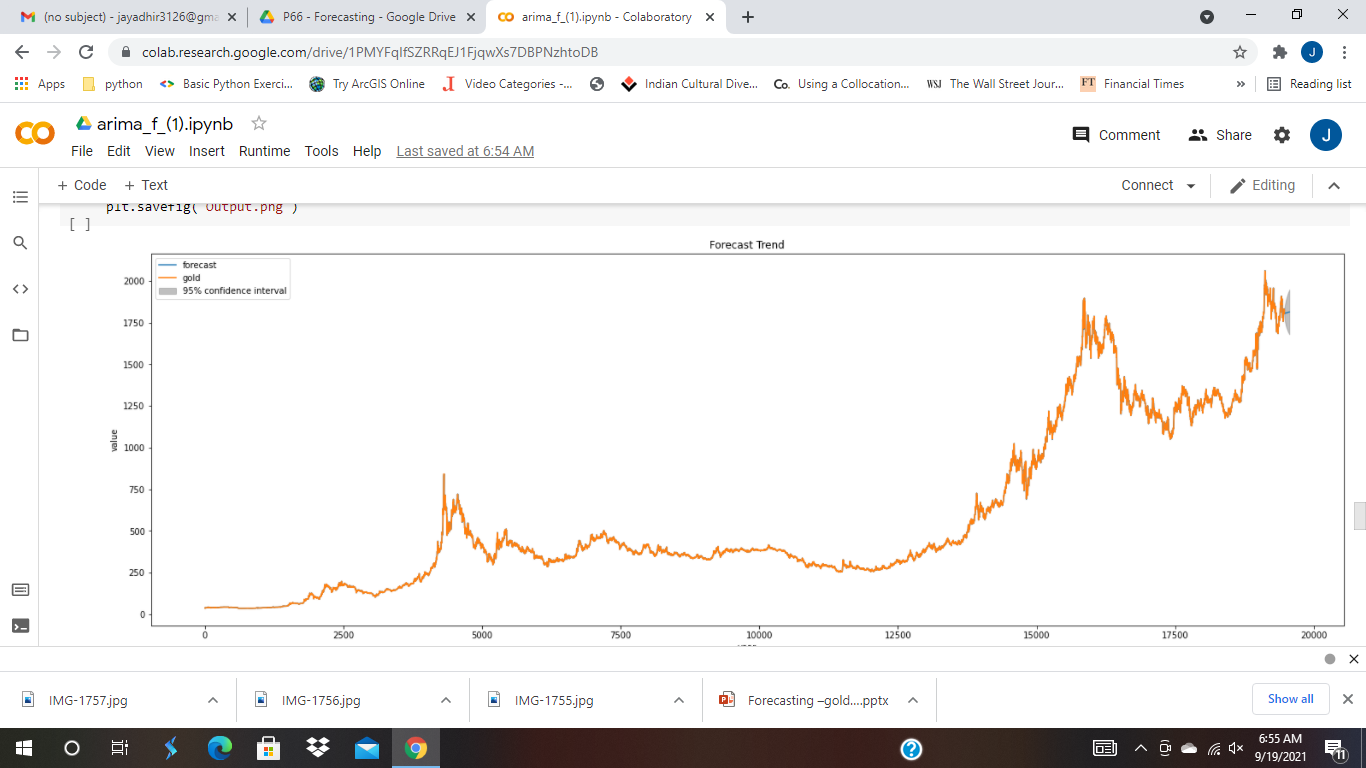 (no subject) - jayadhir3126@gma
P66 - Forecasting - Google Drive
arima_f_(1).ipynb - Colaboratory
colab.research.google.com/drive/1PMYFqIfSZRRqEJ1FjqwXs7DBPNzhtoDB
J
Apps
python
Basic Python Exerci...
Try ArcGIS Online
Video Categories -...
Indian Cultural Dive...
Co. Using a Collocation...
WSJ The Wall Street Jour...
FT Financial Times
»
Reading list
arima_f_(1).ipynb
Comment
Share
J
File Edit View Insert Runtime Tools Help Last saved at 6:54 AM
+ Code + Text
Connect
Editing
plt.savefig('Output.png')
[ ]
Forecast Trend
forecast
gold
95% confidence interval
2000
1750
1500
1250
1000
750
500
250
0
value
0 2500 5000 7500 10000 12500 15000 17500 20000
IMG-1757.jpg
IMG-1756.jpg
IMG-1755.jpg
Forecasting –gold....pptx
Show all
6:55 AM
9/19/2021
11